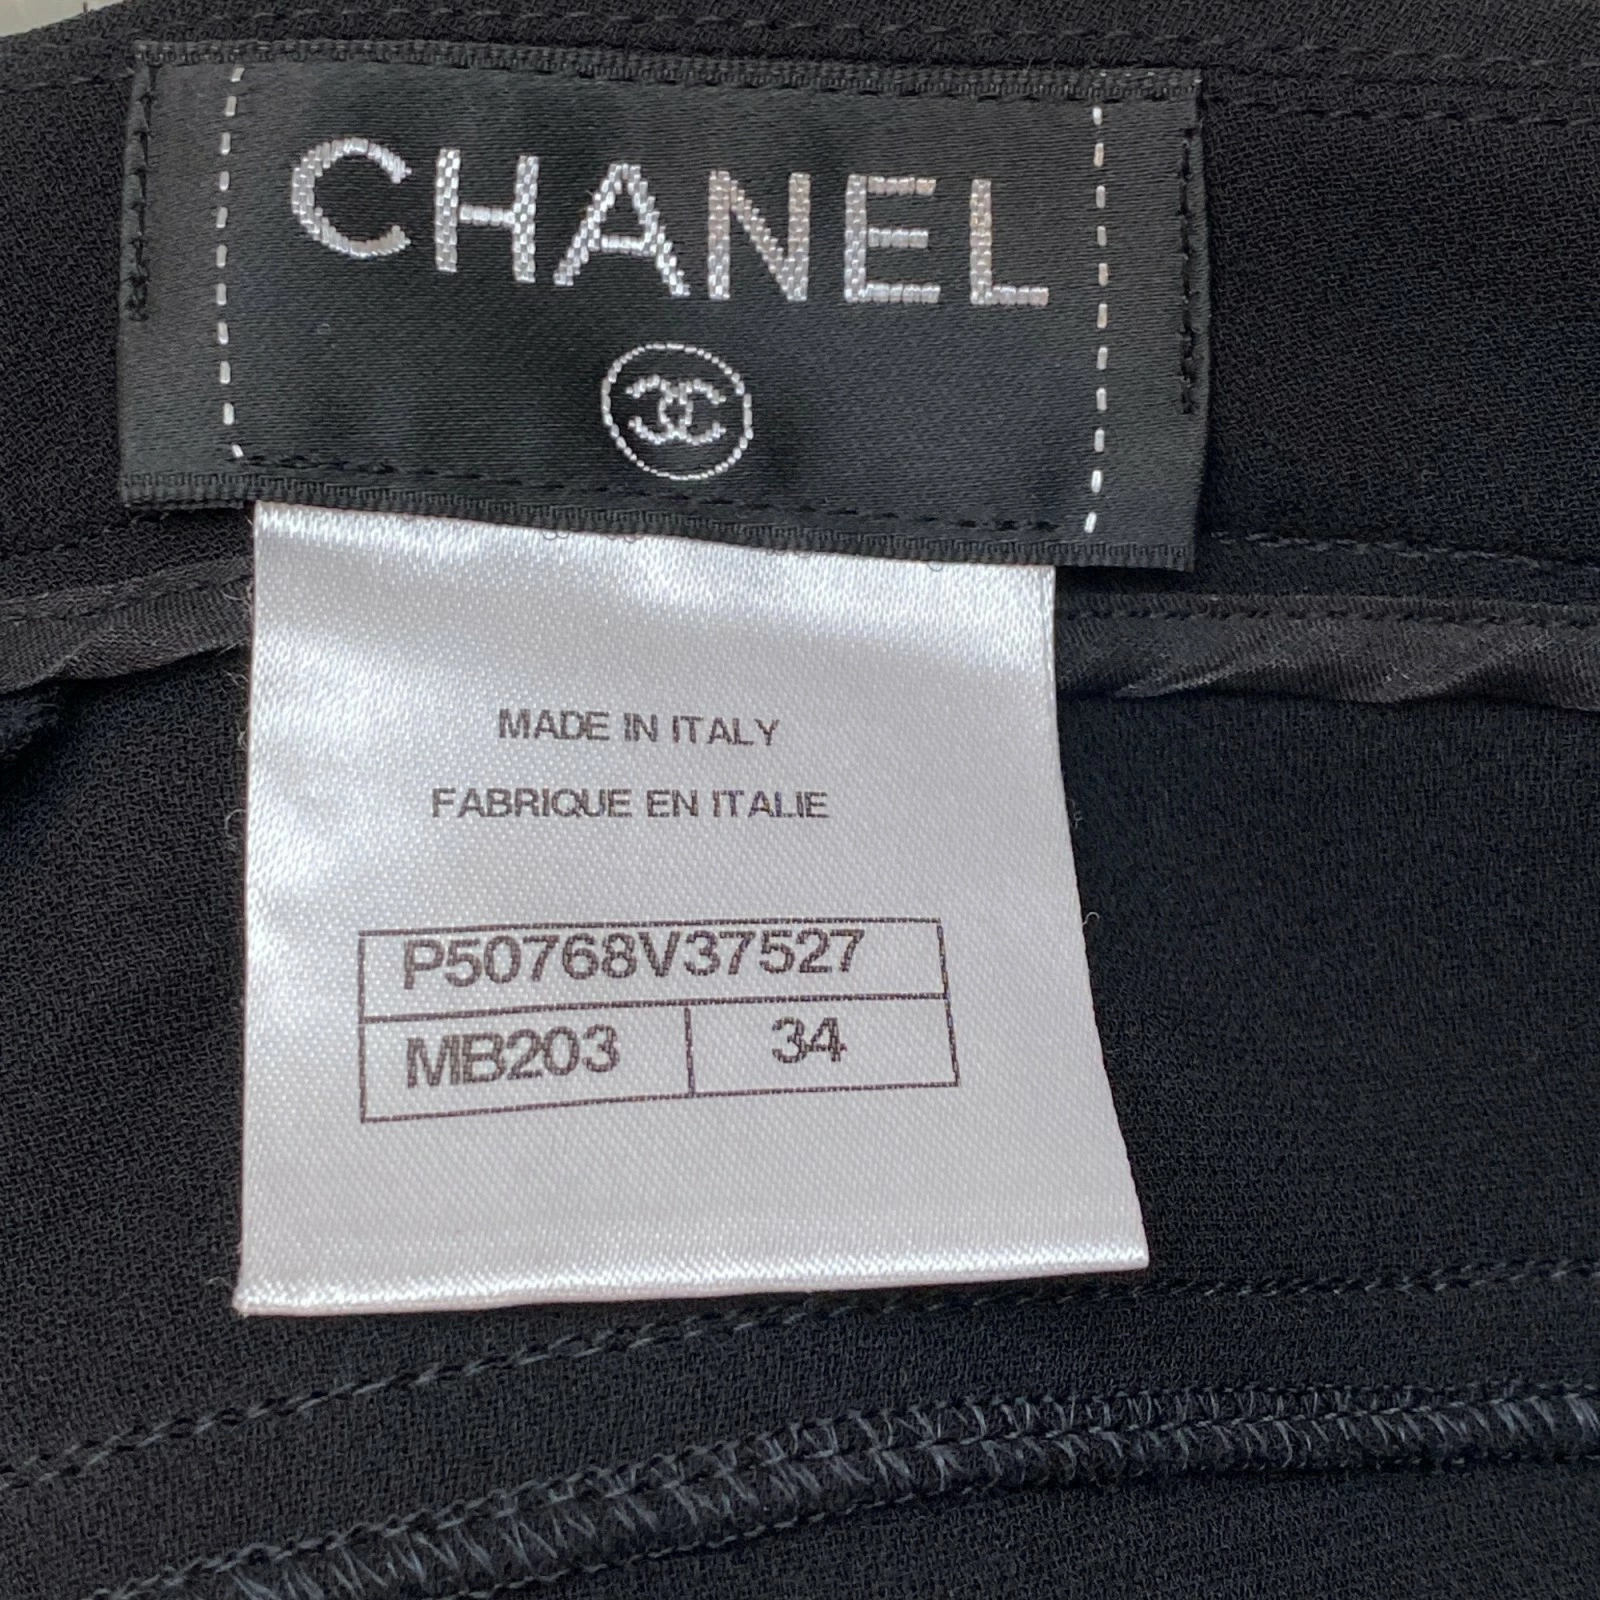 CHANEL
MADE IN ITALY
FABRIQUE EN ITALIE
P50768V37527
MB203 34